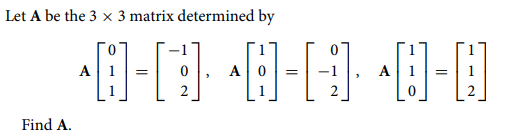 Let A be the 3 × 3 matrix determined by
A [0 1 1] = [-1 0 2], A [1 0 1] = [0 -1 2], A [1 1 0] = [1 1 2]
Find A.